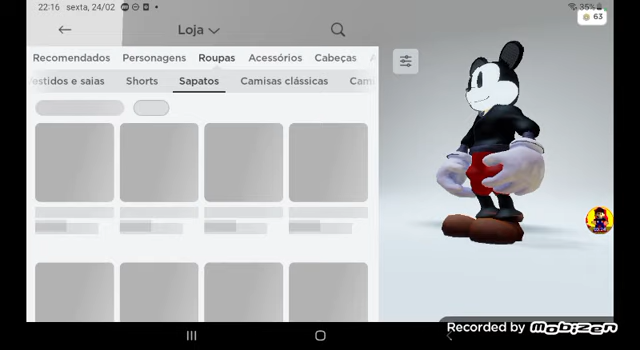 22:16 sexta, 24/02
35%
Loja
63
Recomendados Personagens Roupas Acessórios Cabeças
estidos e saias Shorts Sapatos Camisas clássicas Cami
Recorded by Mobizen